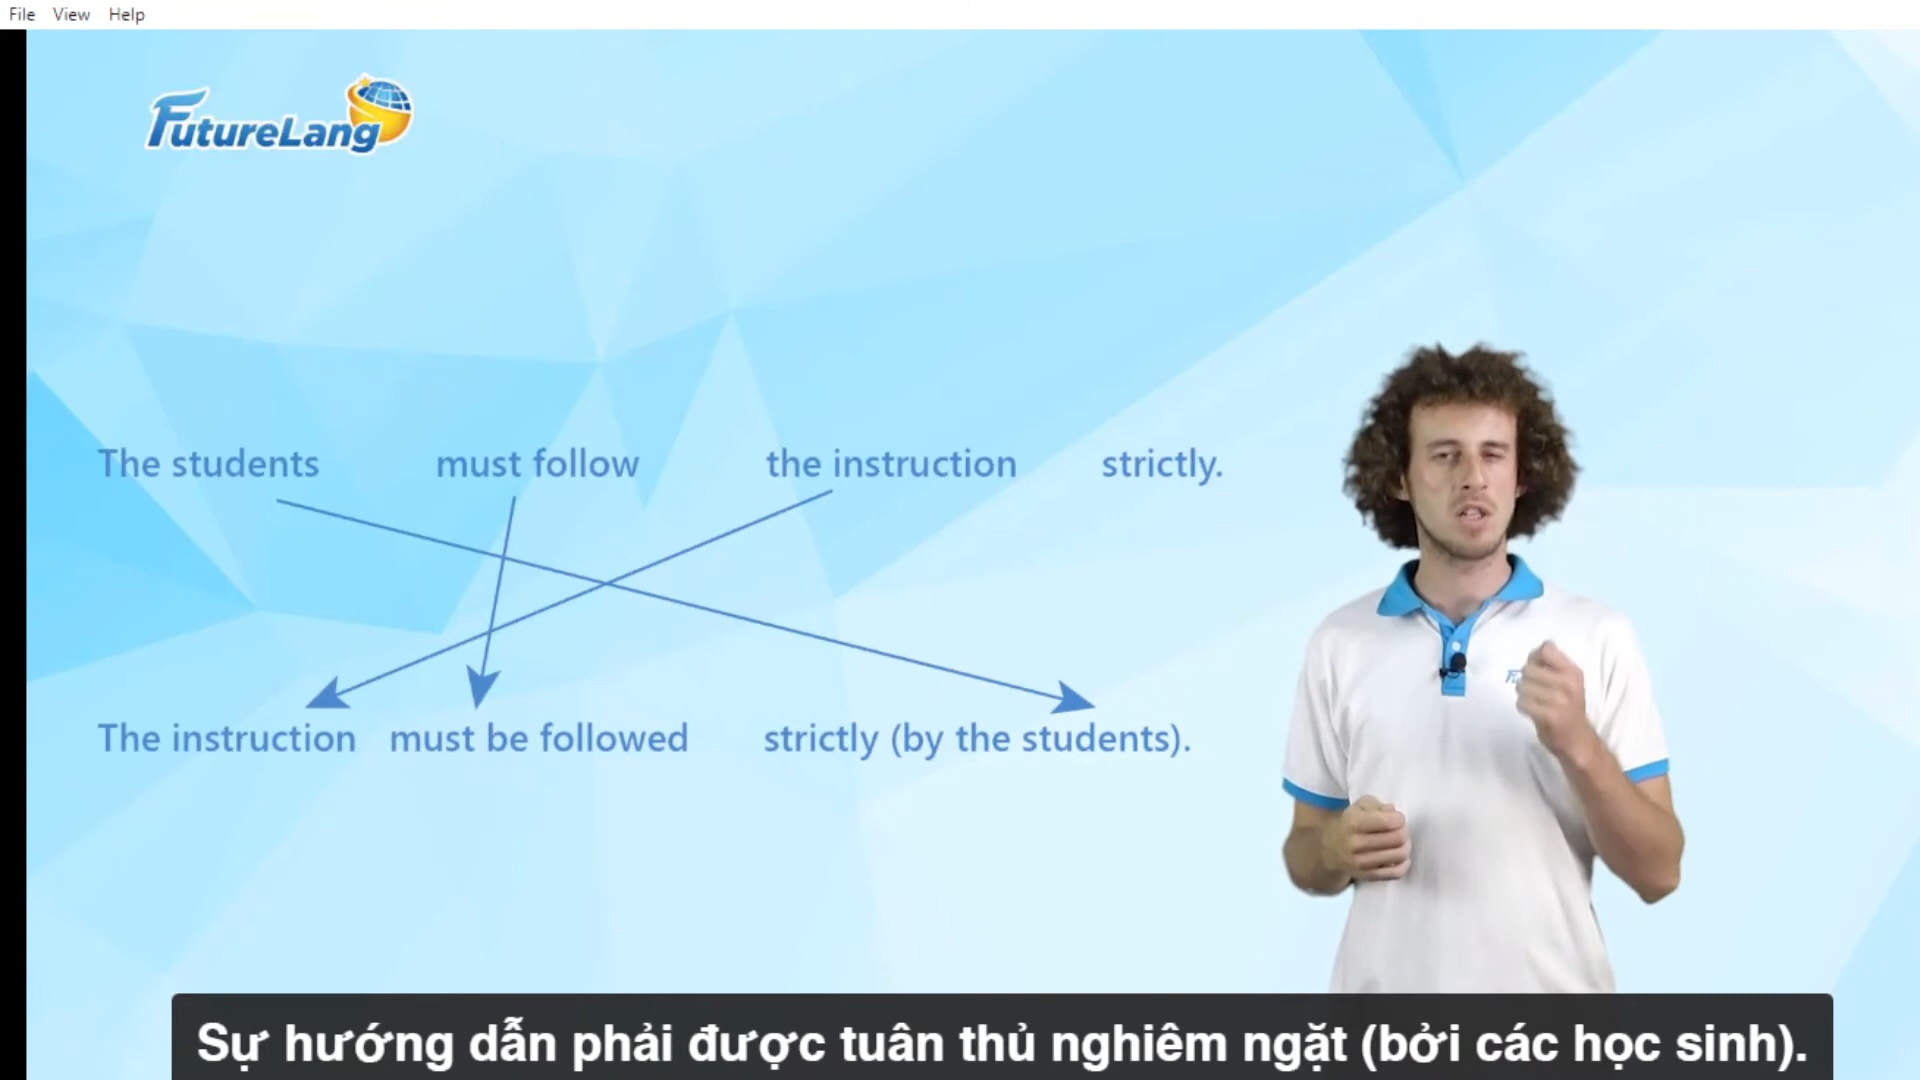 File View Help
FutureLang
The students must follow the instruction strictly.
The instruction must be followed strictly (by the students).
Sự hướng dẫn phải được tuân thủ nghiêm ngặt (bởi các học sinh).